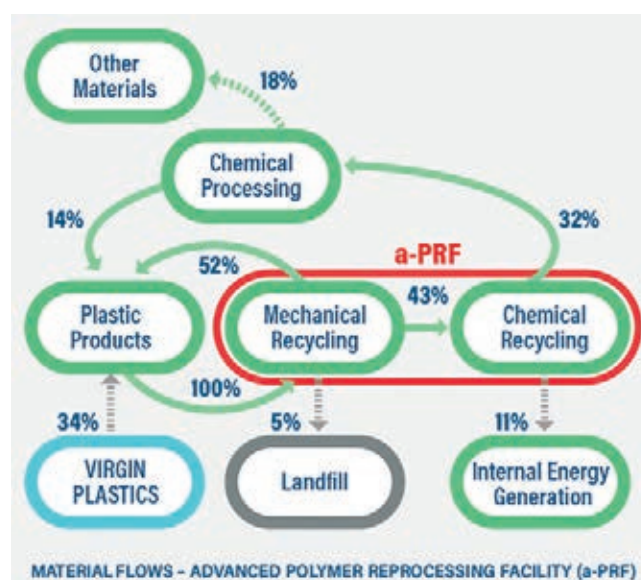 Other
Materials
18%
Chemical
Processing
14%
32%
a-PRF
52%
43%
Plastic
Products
Mechanical
Recycling
Chemical
Recycling
100%
34%
5%
11%
VIRGIN
PLASTICS
Landfill
Internal Energy
Generation
MATERIAL FLOWS – ADVANCED POLYMER REPROCESSING FACILITY (a-PRF)